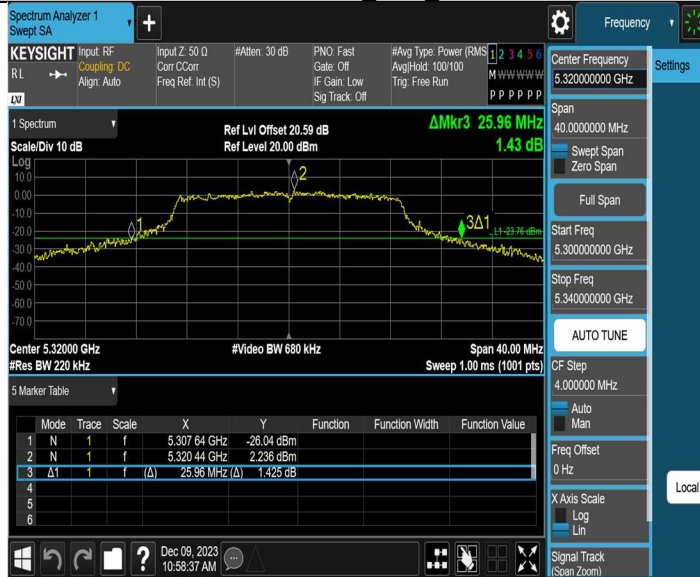 Spectrum Analyzer 1
Swept SA
+
Frequency
KEYSIGHT
RL
LXI
Input: RF
Coupling: DC
Align: Auto
Input Z: 50 Ω
Corr CCorr
Freq Ref: Int (S)
#Atten: 30 dB
PNO: Fast
Gate: Off
IF Gain: Low
Sig Track: Off
#Avg Type: Power (RMS
Avg|Hold: 100/100
Trig: Free Run
1 2 3 4 5 6
M W W W W W
P P P P P P
Center Frequency
5.320000000 GHz
Settings
Span
40.0000000 MHz
Swept Span
Zero Span
Full Span
Start Freq
5.300000000 GHz
Stop Freq
5.340000000 GHz
AUTO TUNE
CF Step
4.000000 MHz
Auto
Man
Freq Offset
0 Hz
X Axis Scale
Log
Lin
Signal Track
(Span Zoom)
Local
1 Spectrum
Scale/Div 10 dB
Ref Lvl Offset 20.59 dB
Ref Level 20.00 dBm
ΔMkr3 25.96 MHz
1.43 dB
Log
10.0
0.00
-10.0
-20.0
-30.0
-40.0
-50.0
-60.0
-70.0
1
2
3Δ1
L1 -23.76 dBm
Center 5.32000 GHz
#Res BW 220 kHz
#Video BW 680 kHz
Span 40.00 MHz
Sweep 1.00 ms (1001 pts)
5 Marker Table
Mode Trace Scale X Y Function Function Width Function Value
1 N 1 f 5.307 64 GHz -26.04 dBm
2 N 1 f 5.320 44 GHz 2.236 dBm
3 Δ1 1 f (Δ) 25.96 MHz (Δ) 1.425 dB
4
5
6
?
Dec 09, 2023
10:58:37 AM